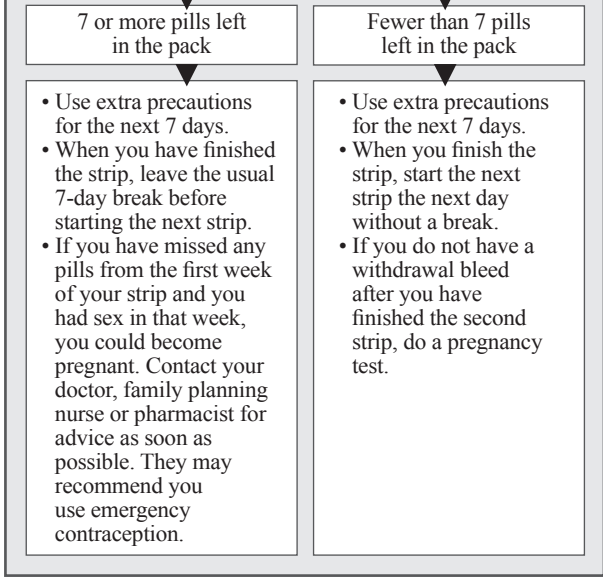 7 or more pills left
in the pack
• Use extra precautions
for the next 7 days.
• When you have finished
the strip, leave the usual
7-day break before
starting the next strip.
• If you have missed any
pills from the first week
of your strip and you
had sex in that week,
you could become
pregnant. Contact your
doctor, family planning
nurse or pharmacist for
advice as soon as
possible. They may
recommend you
use emergency
contraception.
Fewer than 7 pills
left in the pack
• Use extra precautions
for the next 7 days.
• When you finish the
strip, start the next
strip the next day
without a break.
• If you do not have a
withdrawal bleed
after you have
finished the second
strip, do a pregnancy
test.